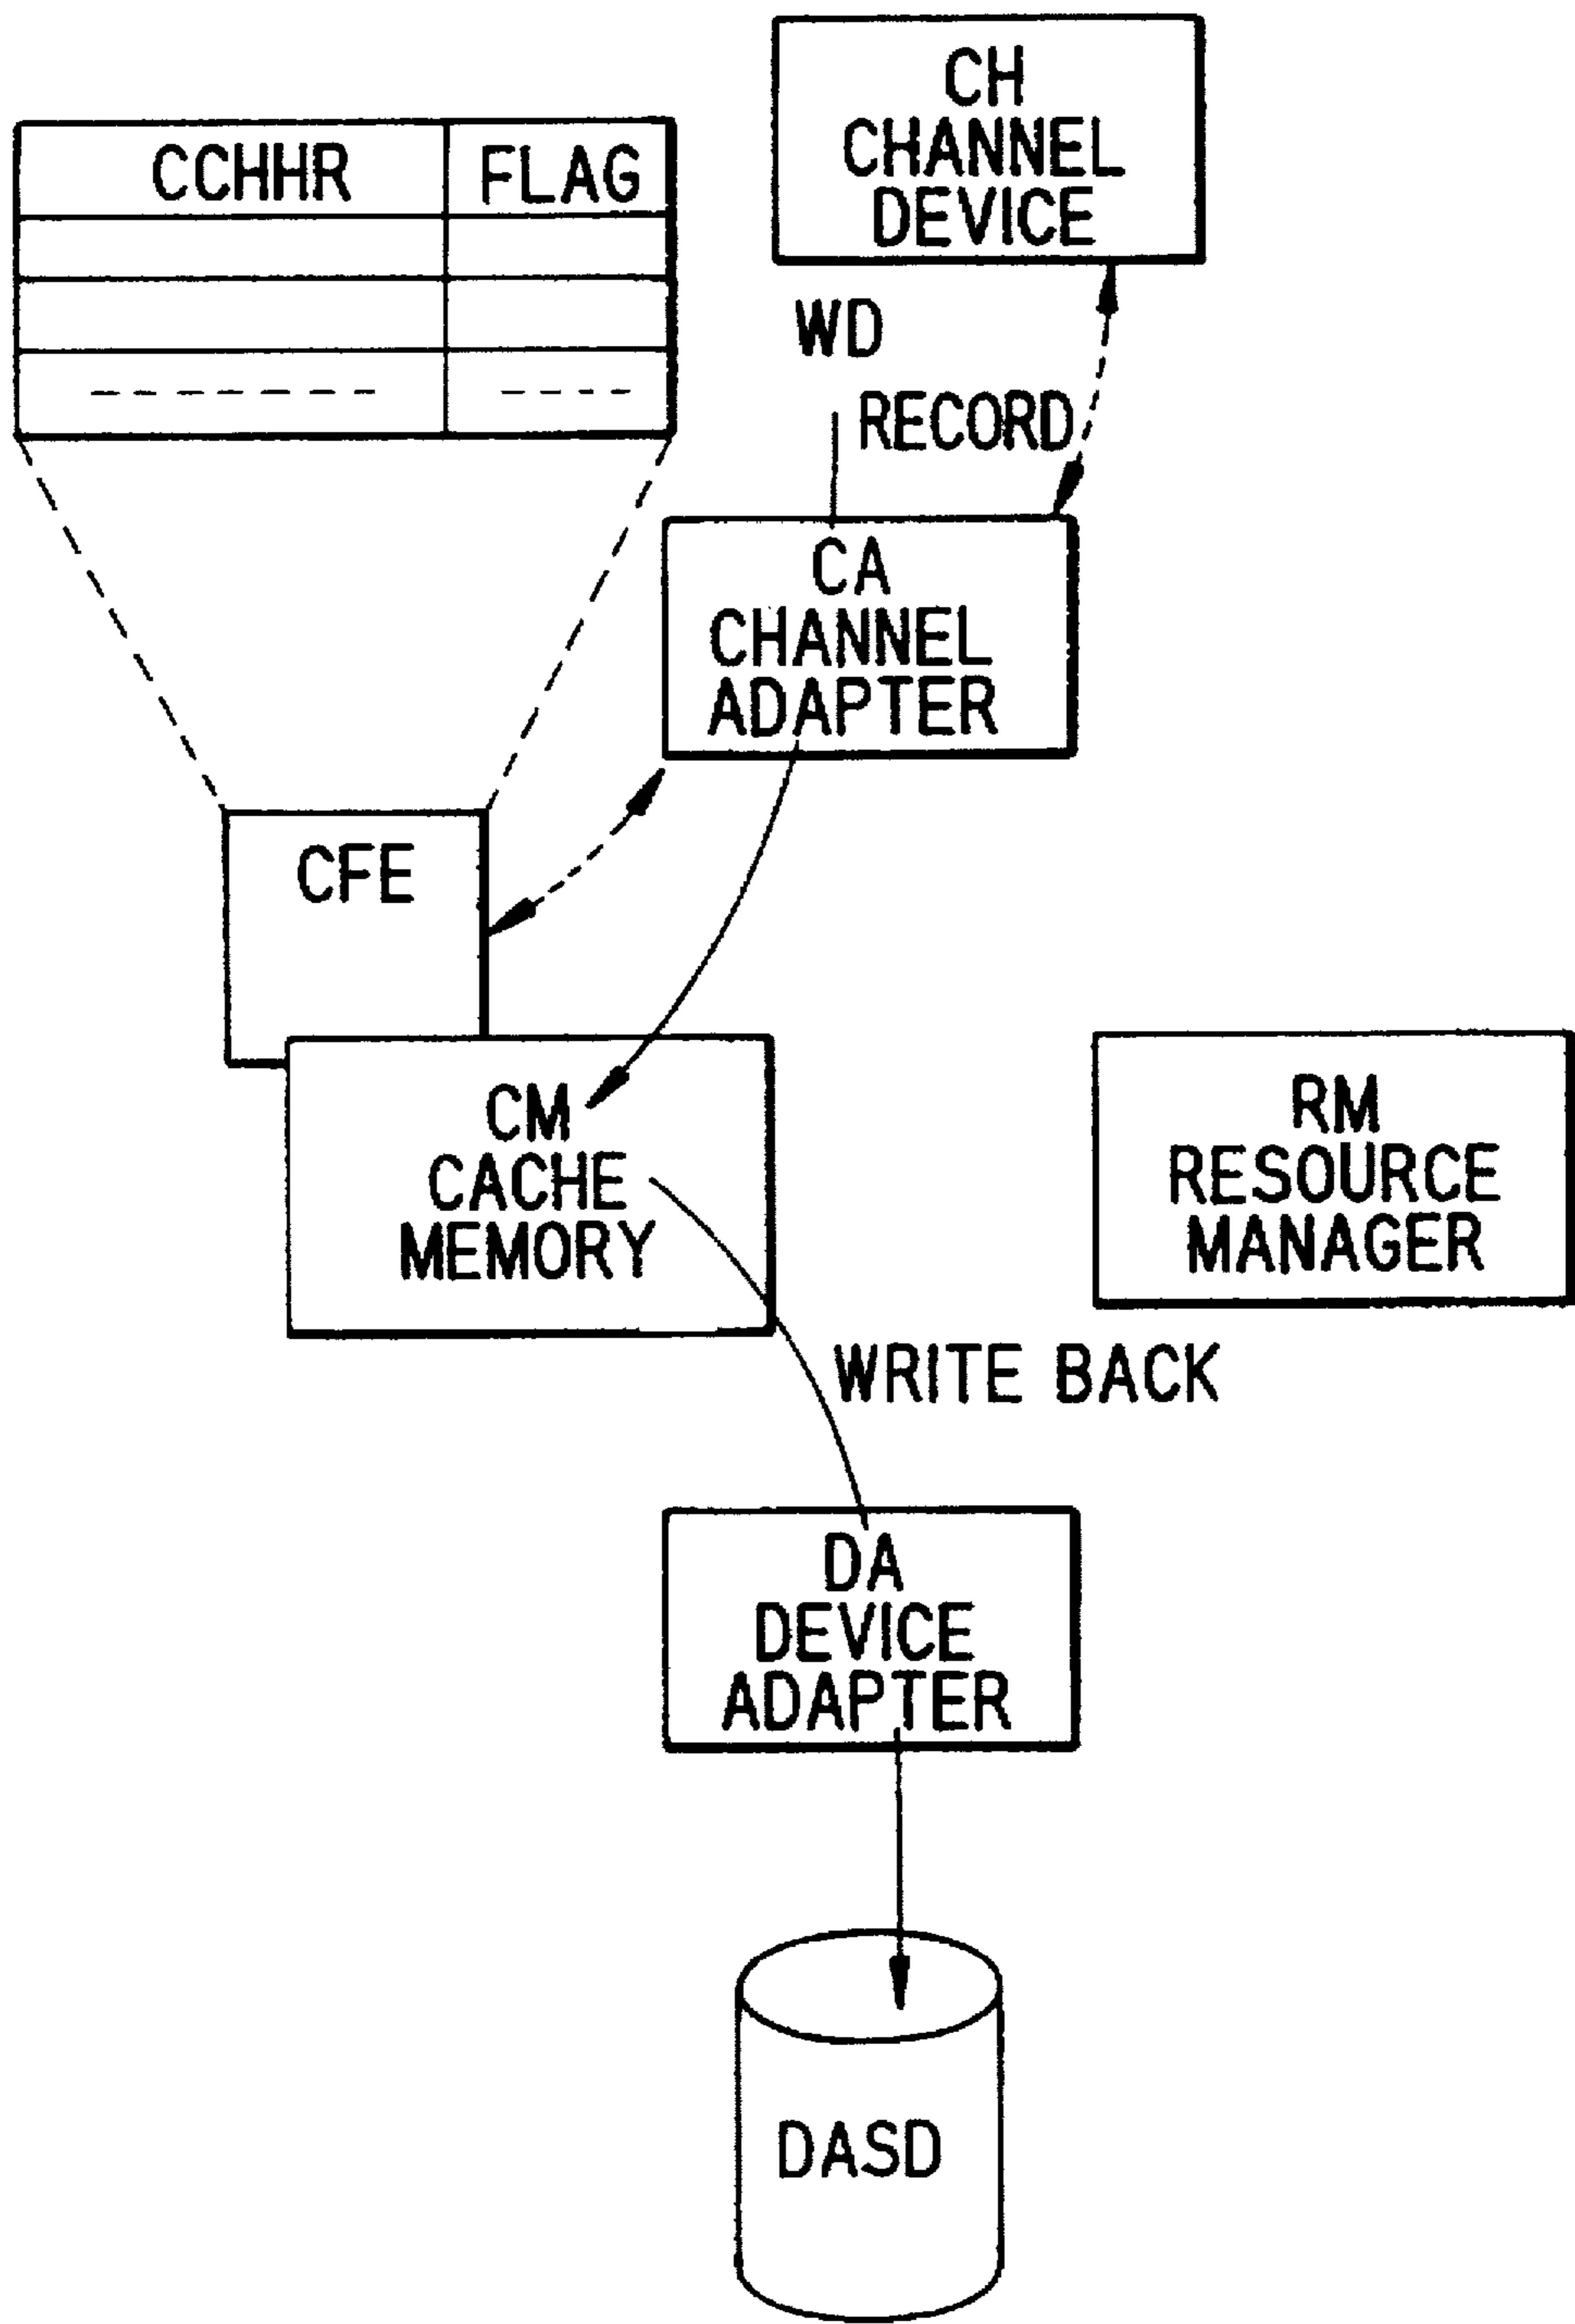 CH
CHANNEL
DEVICE
CCHHR FLAG
WD
RECORD
CA
CHANNEL
ADAPTER
CFE
CM
CACHE
MEMORY
RM
RESOURCE
MANAGER
WRITE BACK
DA
DEVICE
ADAPTER
DASD